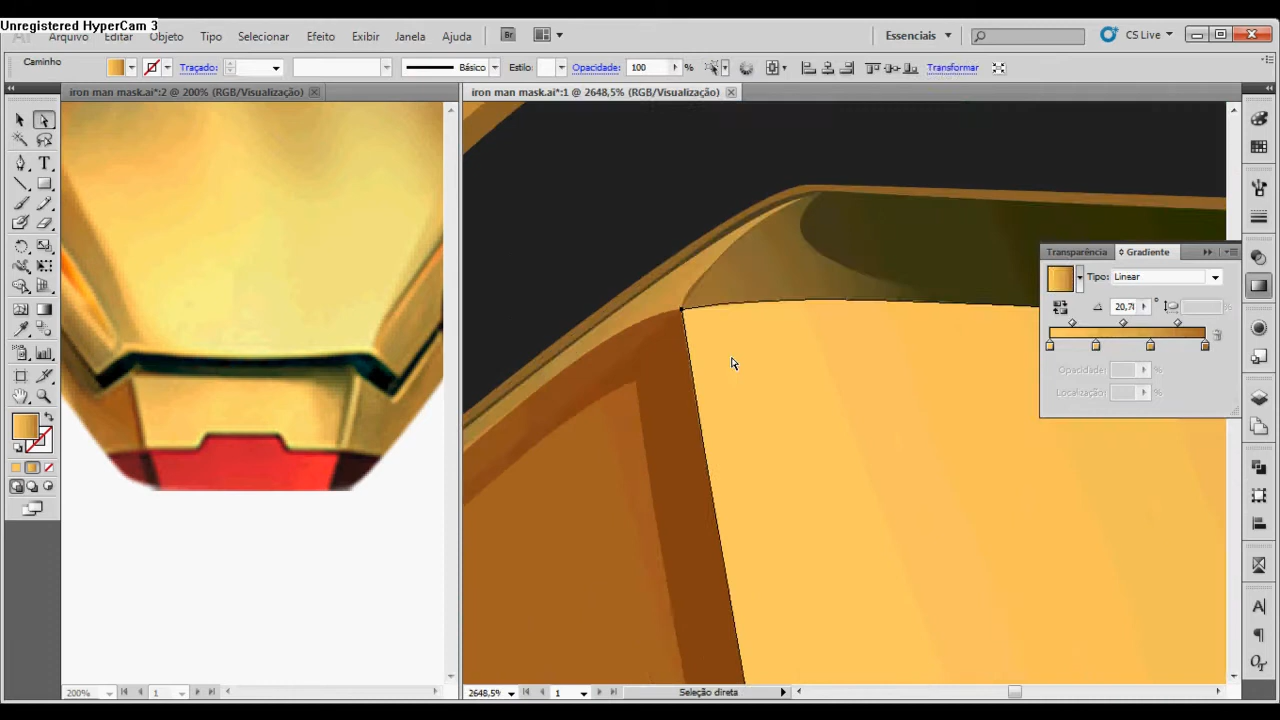 Unregistered HyperCam 3
Arquivo Editar Objeto Tipo Selecionar Efeito Exibir Janela Ajuda Br Essenciais CS Live
Caminho Traçado: Básico Estilo: Opacidade: 100 % Transformar
iron man mask.ai*:2 @ 200% (RGB/Visualização)
iron man mask.ai*:1 @ 2648,5% (RGB/Visualização)
Transparência Gradiente
Tipo: Linear
20,7 °
Opacidade: %
Localização: %
200% 1
2648,5% 1 Seleção direta